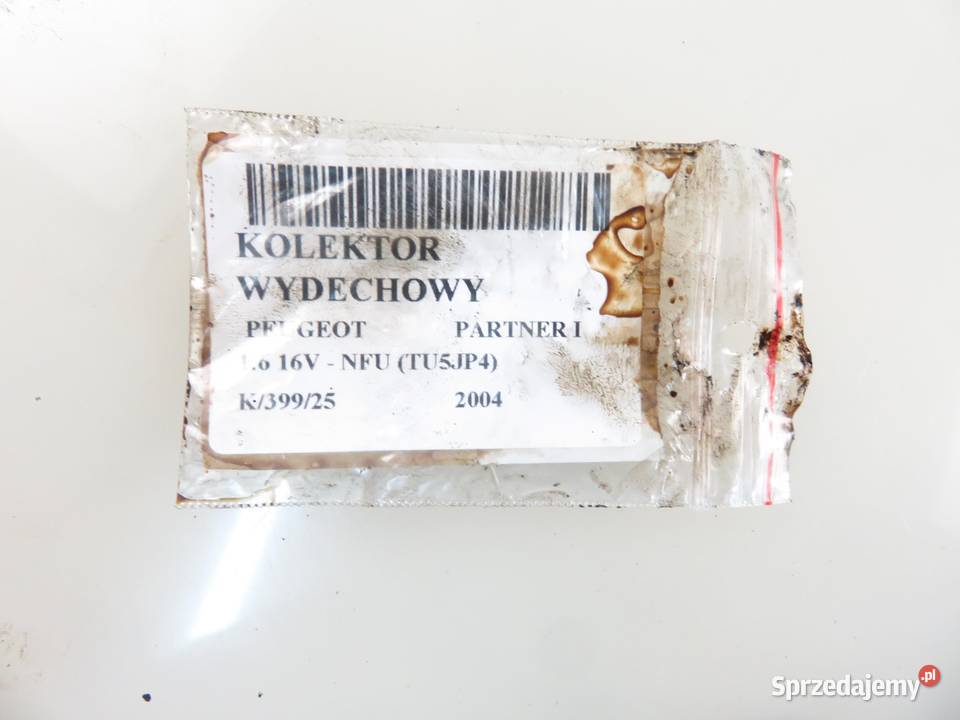 KOLEKTOR
WYDECHOWY
PEUGEOT PARTNER I
1.6 16V - NFU (TU5JP4)
K/399/25 2004
Sprzedajemy.pl